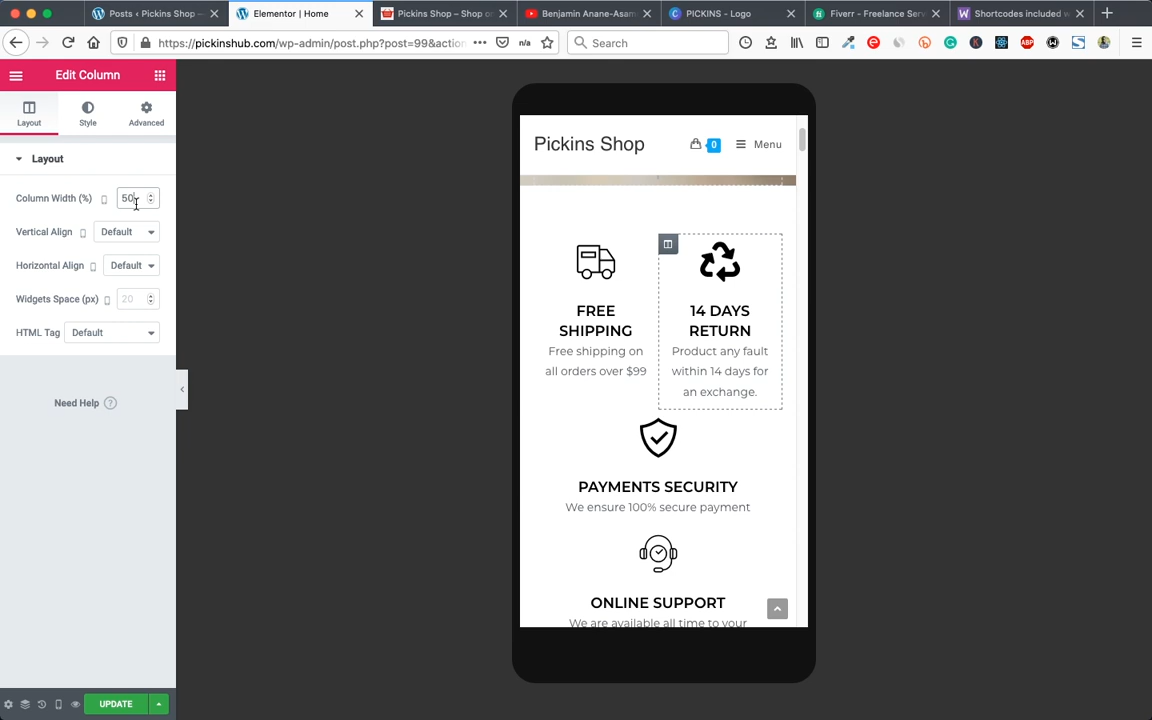 Posts ‹ Pickins Shop —
Elementor | Home
Pickins Shop – Shop o
Benjamin Anane-Asam
PICKINS - Logo
Fiverr - Freelance Ser
Shortcodes included w
https://pickinshub.com/wp-admin/post.php?post=99&action
n/a
Search
ABP
Edit Column
Layout
Style
Advanced
Layout
Column Width (%)
50
Vertical Align
Default
Horizontal Align
Default
Widgets Space (px)
20
HTML Tag
Default
Need Help
UPDATE
Pickins Shop
0
Menu
FREE
SHIPPING
Free shipping on
all orders over $99
14 DAYS
RETURN
Product any fault
within 14 days for
an exchange.
PAYMENTS SECURITY
We ensure 100% secure payment
ONLINE SUPPORT
We are available all time to your